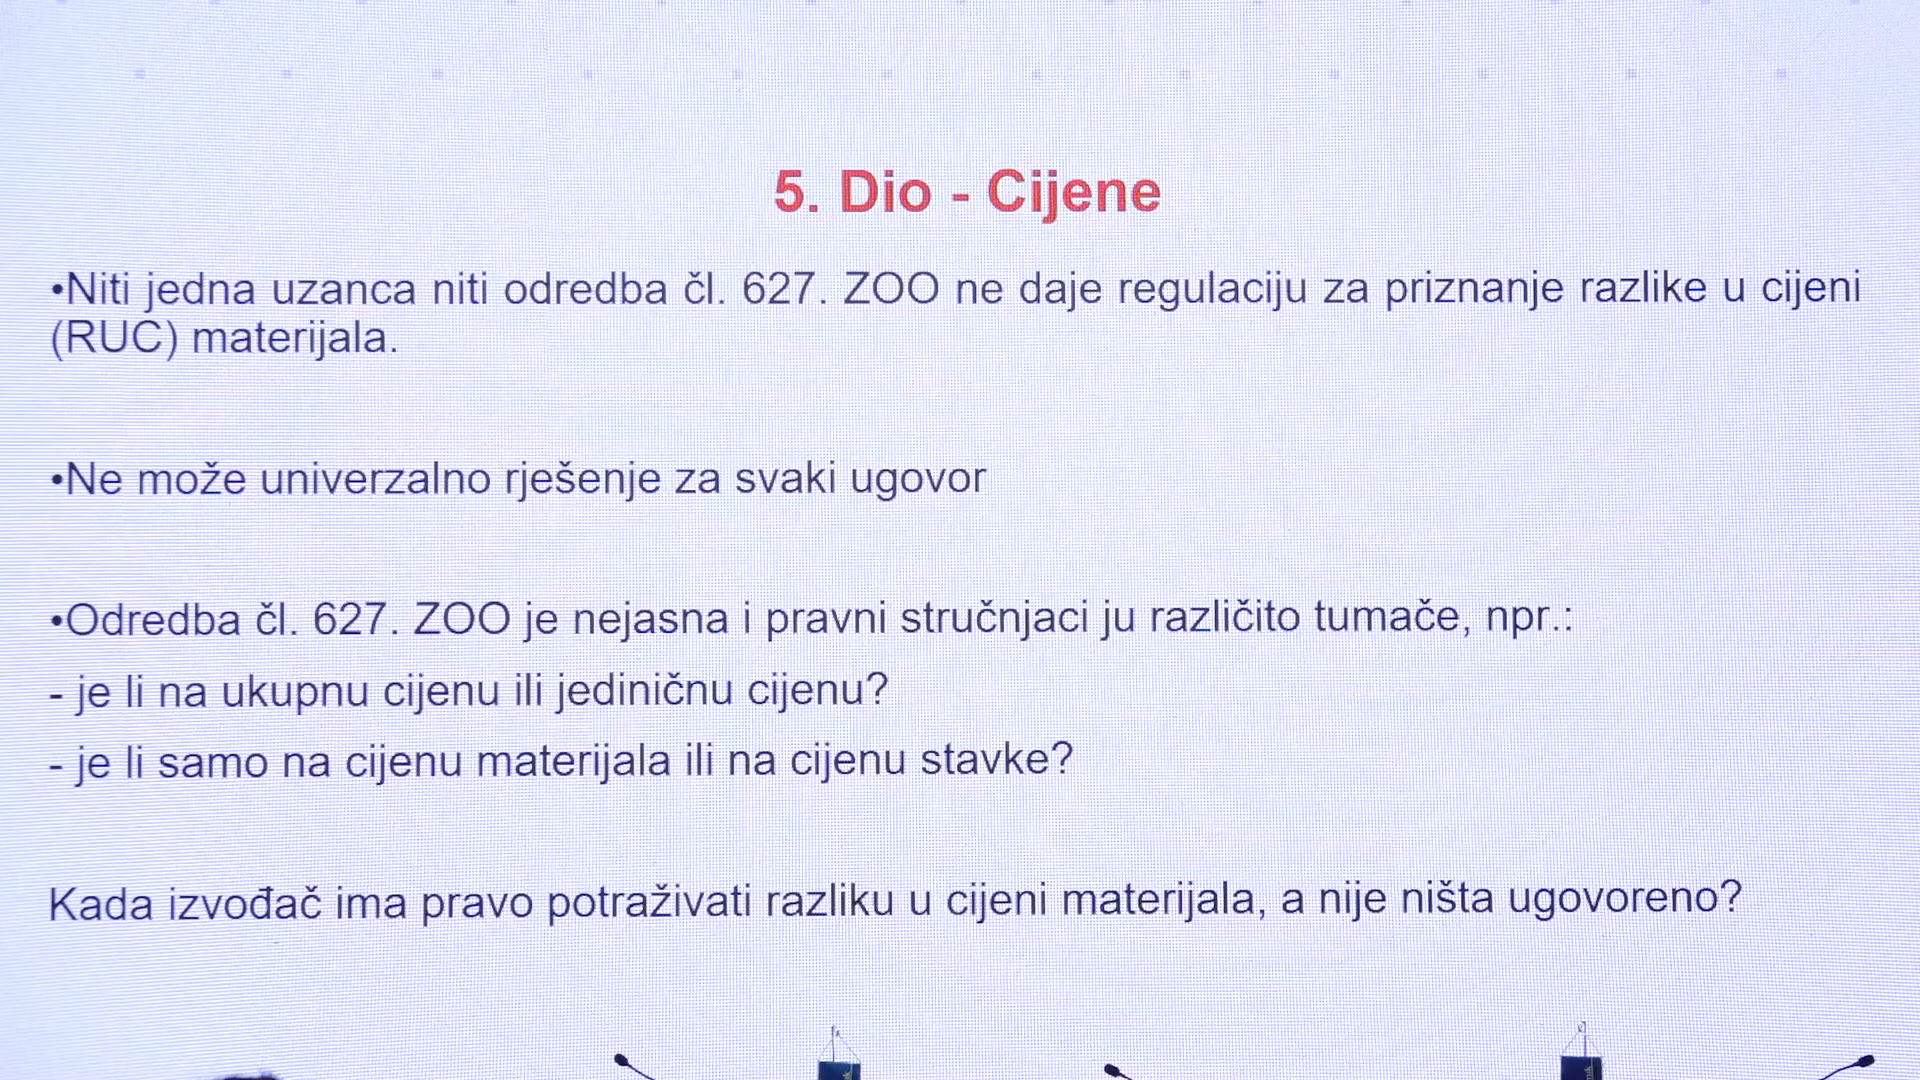 5. Dio - Cijene
•Niti jedna uzanca niti odredba čl. 627. ZOO ne daje regulaciju za priznanje razlike u cijeni
(RUC) materijala.
•Ne može univerzalno rješenje za svaki ugovor
•Odredba čl. 627. ZOO je nejasna i pravni stručnjaci ju različito tumače, npr.:
- je li na ukupnu cijenu ili jediničnu cijenu?
- je li samo na cijenu materijala ili na cijenu stavke?
Kada izvođač ima pravo potraživati razliku u cijeni materijala, a nije ništa ugovoreno?